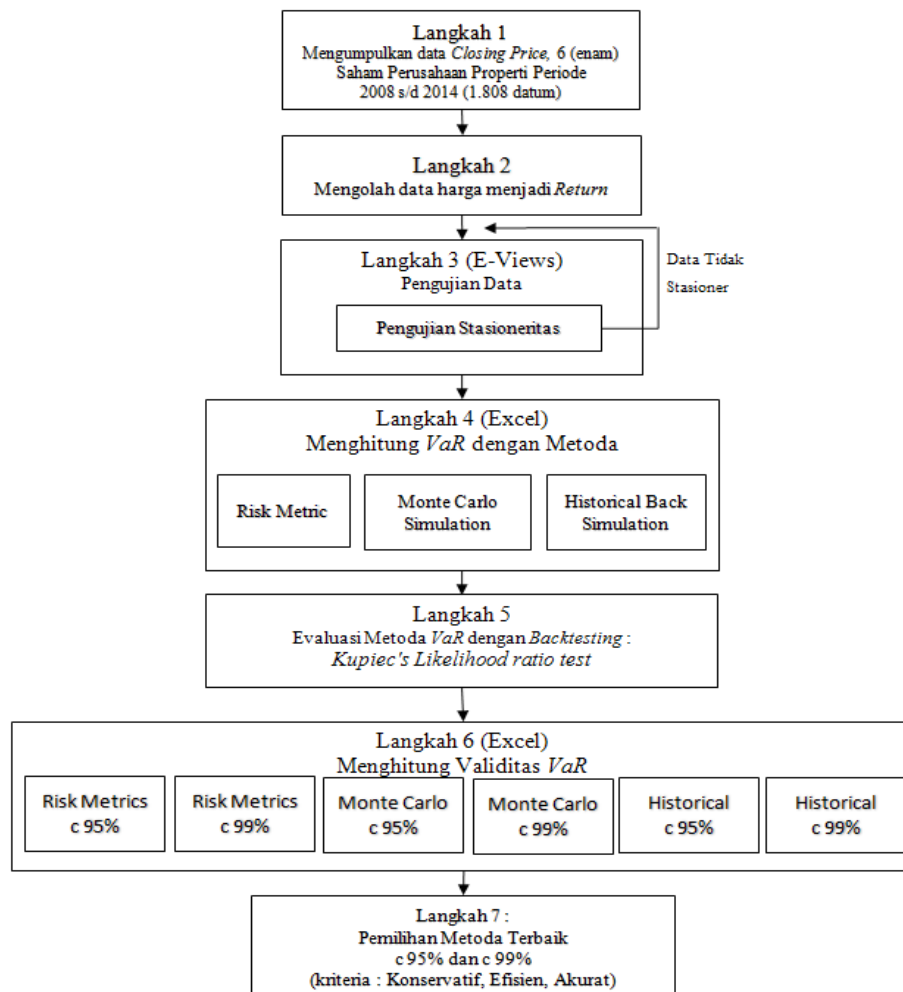 Langkah 1
Mengumpulkan data Closing Price, 6 (enam)
Saham Perusahaan Properti Periode
2008 s/d 2014 (1.808 datum)
Langkah 2
Mengolah data harga menjadi Return
Langkah 3 (E-Views)
Pengujian Data
Pengujian Stasioneritas
Data Tidak
Stasioner
Langkah 4 (Excel)
Menghitung VaR dengan Metoda
Risk Metric
Monte Carlo
Simulation
Historical Back
Simulation
Langkah 5
Evaluasi Metoda VaR dengan Backtesting :
Kupiec's Likelihood ratio test
Langkah 6 (Excel)
Menghitung Validitas VaR
Risk Metrics
c 95%
Risk Metrics
c 99%
Monte Carlo
c 95%
Monte Carlo
c 99%
Historical
c 95%
Historical
c 99%
Langkah 7 :
Pemilihan Metoda Terbaik
c 95% dan c 99%
(kriteria : Konservatif, Efisien, Akurat)